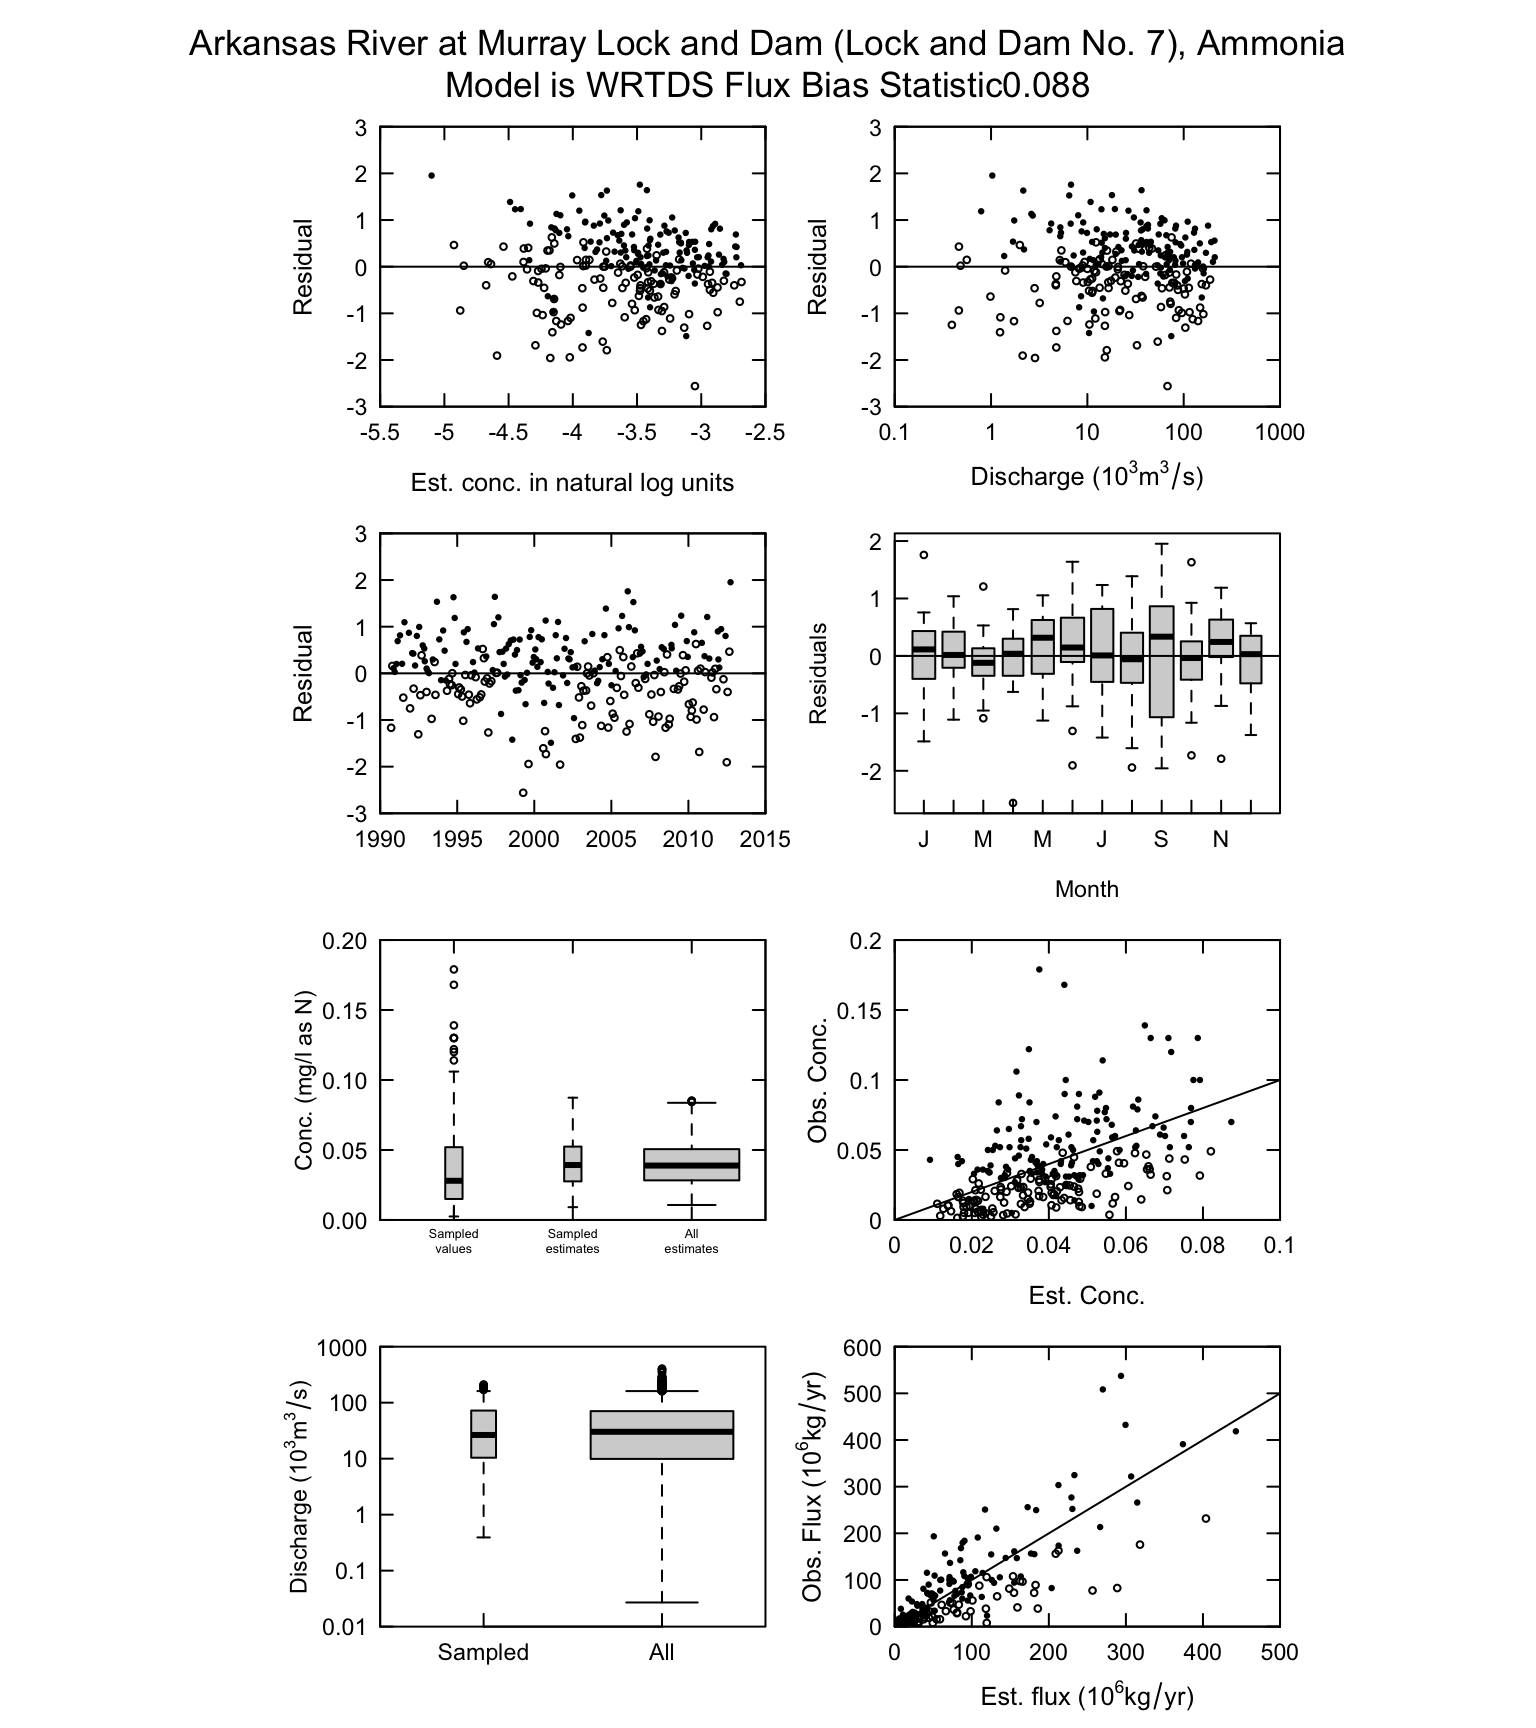 Arkansas River at Murray Lock and Dam (Lock and Dam No. 7), Ammonia
Model is WRTDS Flux Bias Statistic0.088
3
2
1
0
-1
-2
-3
Residual
-5.5 -5 -4.5 -4 -3.5 -3 -2.5
Est. conc. in natural log units
3
2
1
0
-1
-2
-3
Residual
0.1 1 10 100 1000
Discharge (10³m³/s)
3
2
1
0
-1
-2
-3
Residual
1990 1995 2000 2005 2010 2015
2
1
0
-1
-2
Residuals
J M M J S N
Month
0.20
0.15
0.10
0.05
0.00
Conc. (mg/l as N)
Sampled values
Sampled estimates
All estimates
0.2
0.15
0.1
0.05
0
Obs. Conc.
0 0.02 0.04 0.06 0.08 0.1
Est. Conc.
1000
100
10
1
0.1
0.01
Discharge (10³m³/s)
Sampled All
600
500
400
300
200
100
0
Obs. Flux (10⁶kg/yr)
0 100 200 300 400 500
Est. flux (10⁶kg/yr)